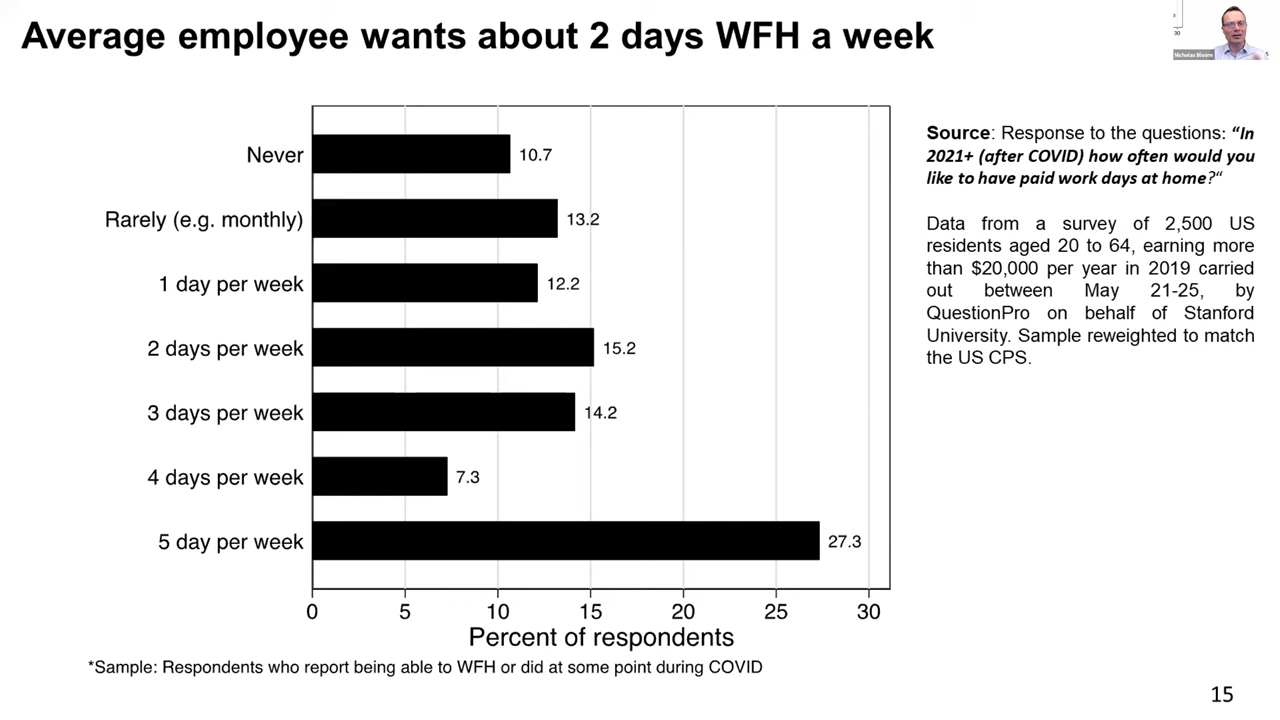 Average employee wants about 2 days WFH a week
30
Nicholas Bloom
Never
10.7
Rarely (e.g. monthly)
13.2
1 day per week
12.2
2 days per week
15.2
3 days per week
14.2
4 days per week
7.3
5 day per week
27.3
0 5 10 15 20 25 30
Percent of respondents
*Sample: Respondents who report being able to WFH or did at some point during COVID
Source: Response to the questions: “In
2021+ (after COVID) how often would you
like to have paid work days at home?“
Data from a survey of 2,500 US
residents aged 20 to 64, earning more
than $20,000 per year in 2019 carried
out between May 21-25, by
QuestionPro on behalf of Stanford
University. Sample reweighted to match
the US CPS.
15